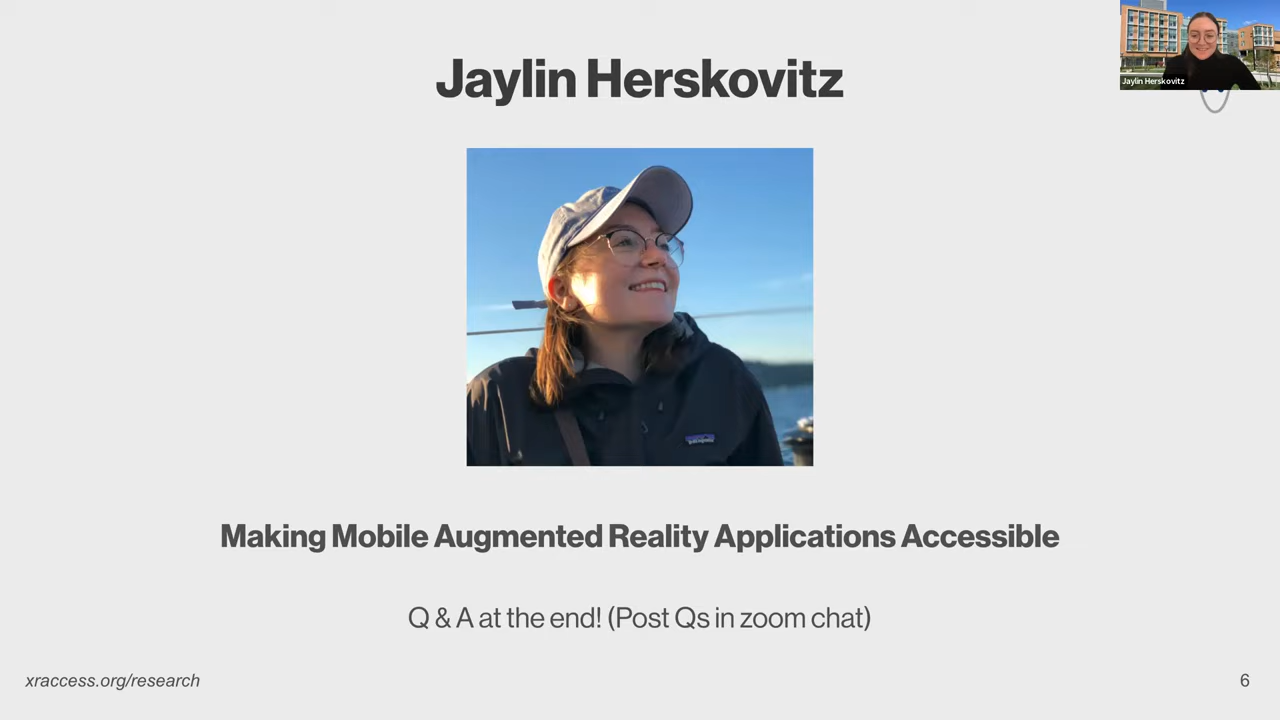 Jaylin Herskovitz
Jaylin Herskovitz
patagonia
Making Mobile Augmented Reality Applications Accessible
Q & A at the end! (Post Qs in zoom chat)
xraccess.org/research
6